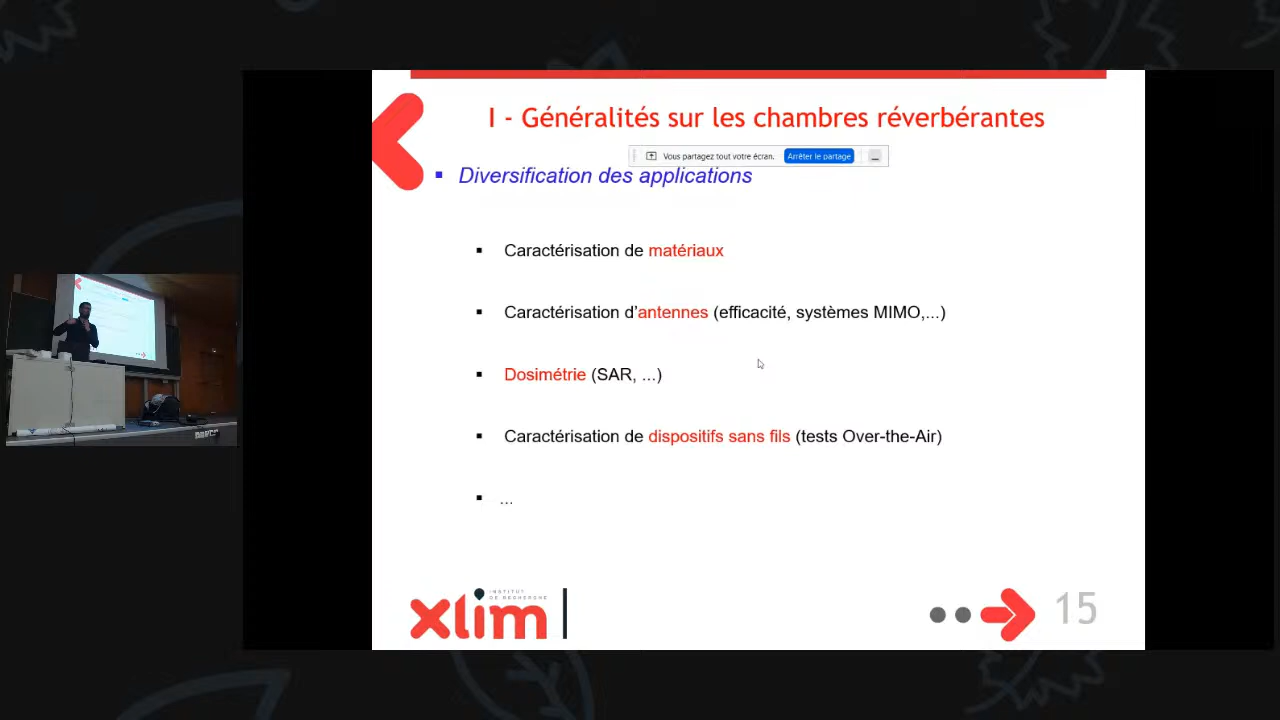 I - Généralités sur les chambres réverbérantes
Vous partagez tout votre écran. Arrêter le partage
Diversification des applications
Caractérisation de matériaux
Caractérisation d'antennes (efficacité, systèmes MIMO,...)
Dosimétrie (SAR, ...)
Caractérisation de dispositifs sans fils (tests Over-the-Air)
...
INSTITUT
DE RECHERCHE
xlim
15